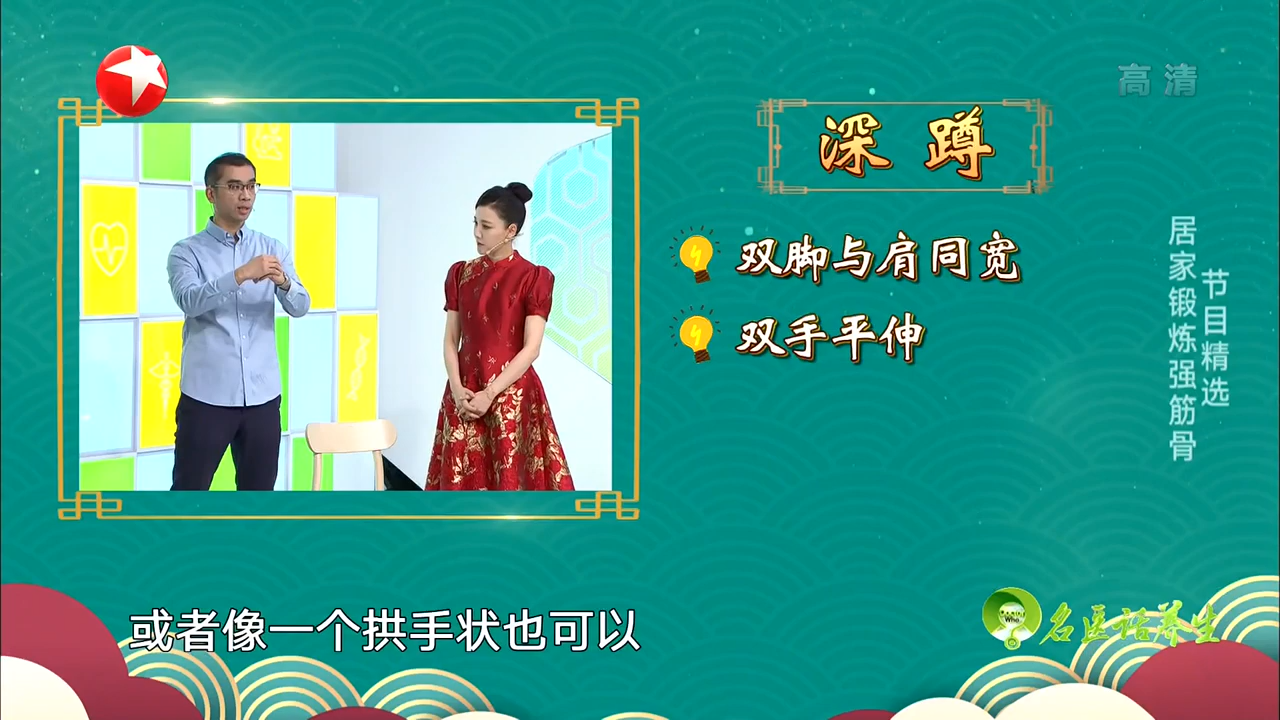 高清
深蹲
双脚与肩同宽
双手平伸
节目精选
居家锻炼强筋骨
或者像一个拱手状也可以
Doctor Who
名医话养生